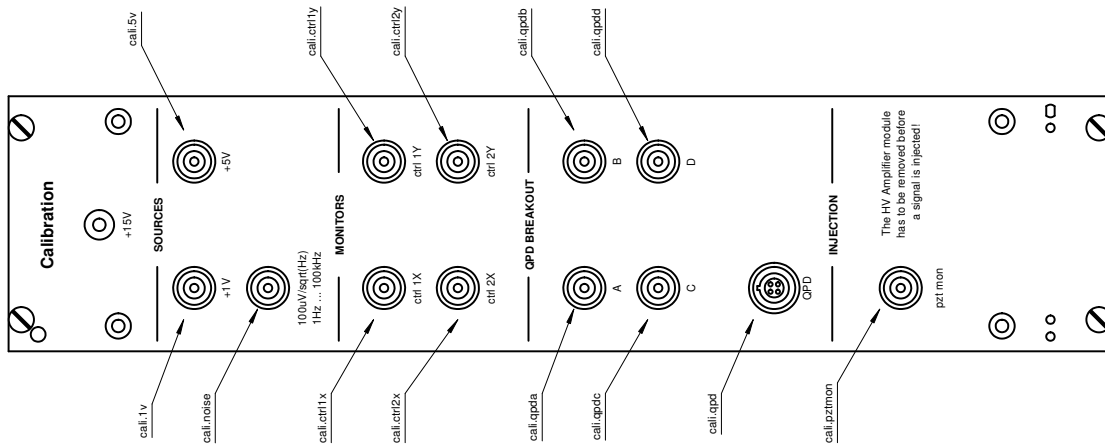 cali.5v
cali.ctrl1y
cali.ctrl2y
cali.qpdb
cali.qpdd
Calibration
+15V
SOURCES
+5V
+1V
100uV/sqrt(Hz)
1Hz ... 100kHz
MONITORS
ctrl 1Y
ctrl 2Y
ctrl 1X
ctrl 2X
QPD BREAKOUT
B
D
A
C
QPD
INJECTION
The HV Amplifier module
has to be removed before
a signal is injected!
pzt mon
cali.1v
cali.noise
cali.ctrl1x
cali.ctrl2x
cali.qpda
cali.qpdc
cali.qpd
cali.pztmon